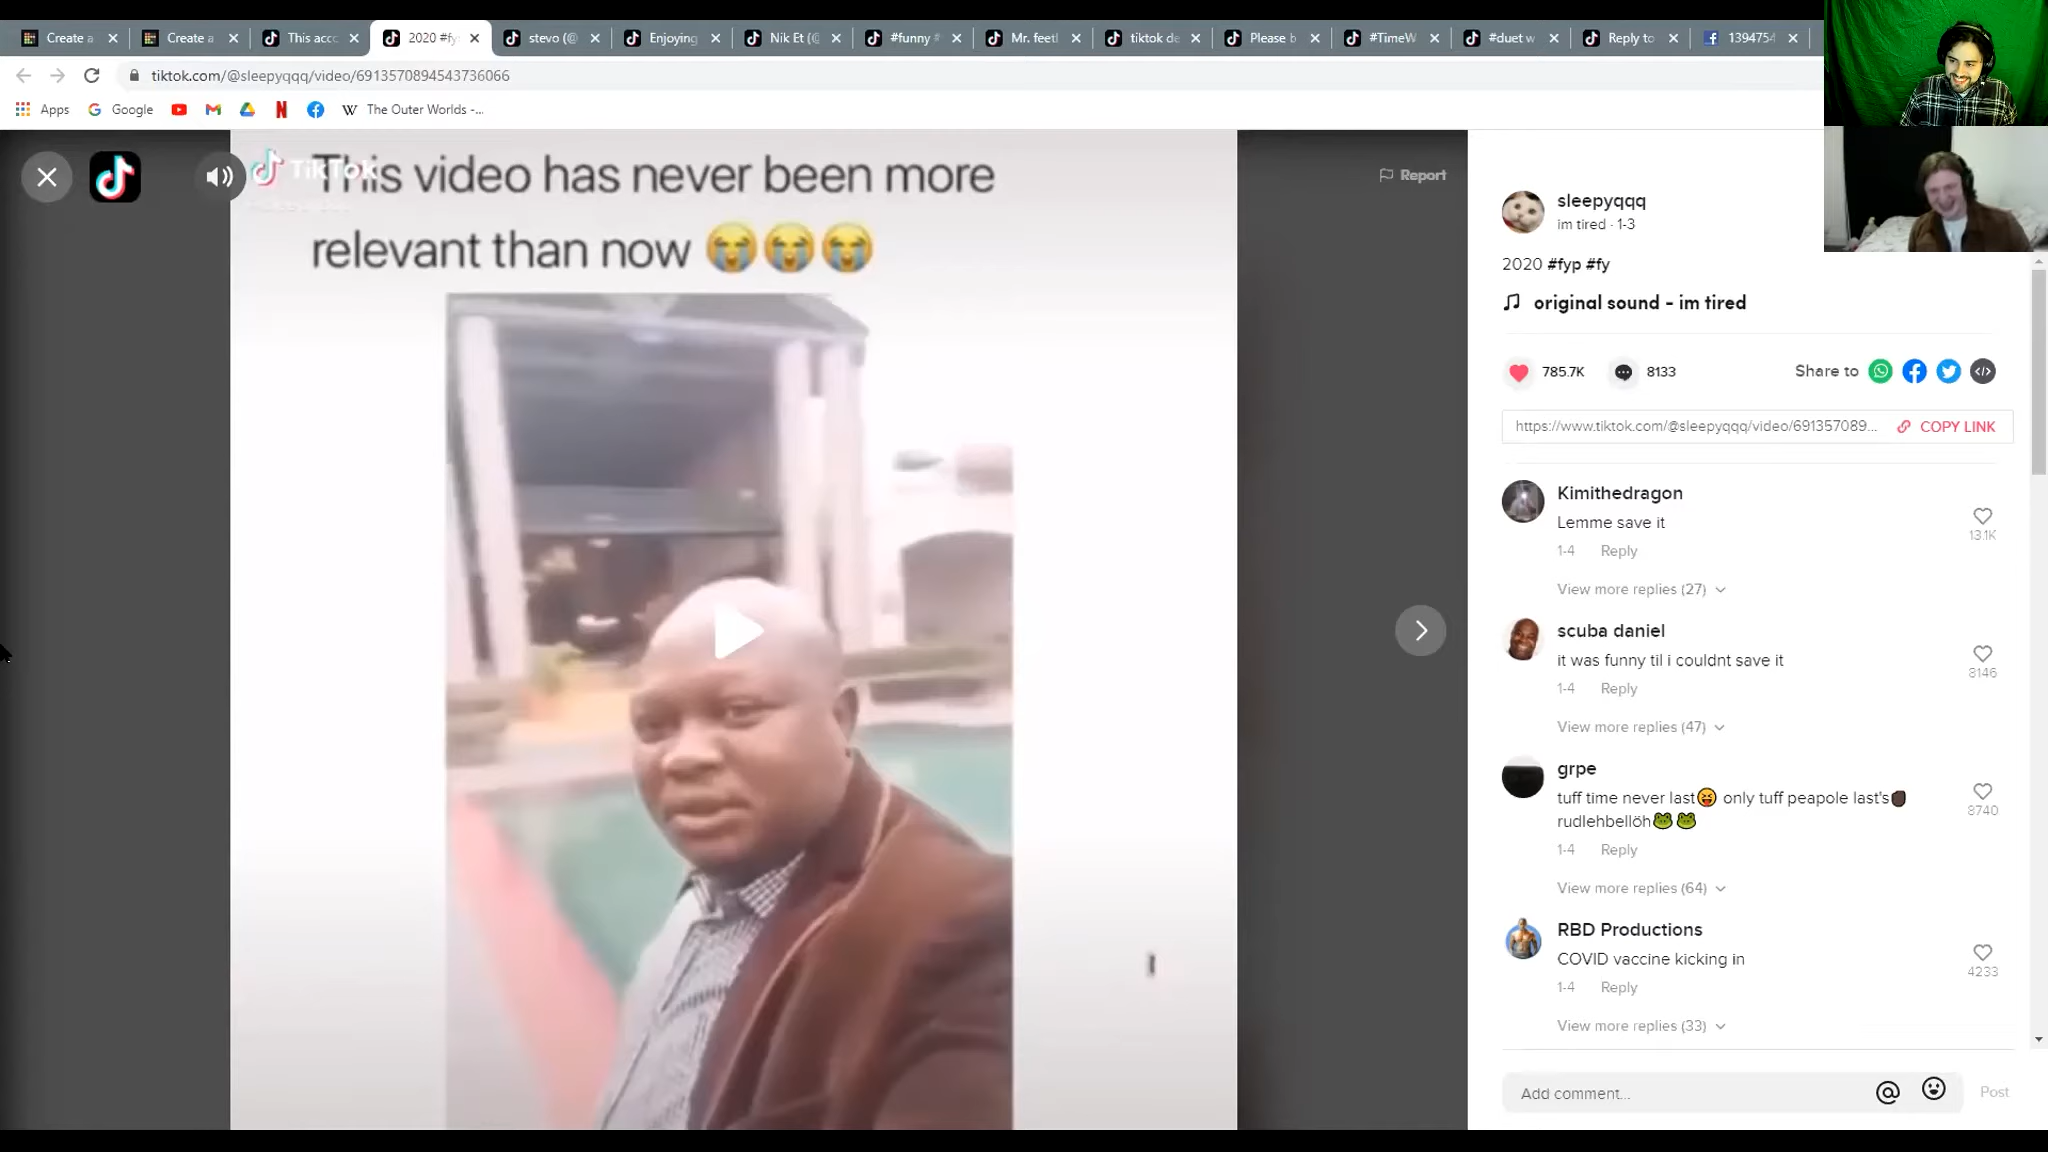 Create a
Create a
This acc
2020 #fy
stevo (@
Enjoying
Nik Et (@
#funny
Mr. feet
tiktok de
Please b
#TimeW
#duet w
Reply to
1394754
tiktok.com/@sleepyqqq/video/6913570894543736066
Apps
Google
The Outer Worlds -...
TikTok
This video has never been more
relevant than now 😭😭😭
Report
sleepyqqq
im tired · 1-3
2020 #fyp #fy
original sound - im tired
785.7K
8133
Share to
https://www.tiktok.com/@sleepyqqq/video/691357089...
COPY LINK
Kimithedragon
Lemme save it
13.1K
1-4 Reply
View more replies (27)
scuba daniel
it was funny til i couldnt save it
8146
1-4 Reply
View more replies (47)
grpe
tuff time never last😝 only tuff peapole last's✊🏿
rudlehbellöh🐸🐸
8740
1-4 Reply
View more replies (64)
RBD Productions
COVID vaccine kicking in
4233
1-4 Reply
View more replies (33)
Add comment...
Post